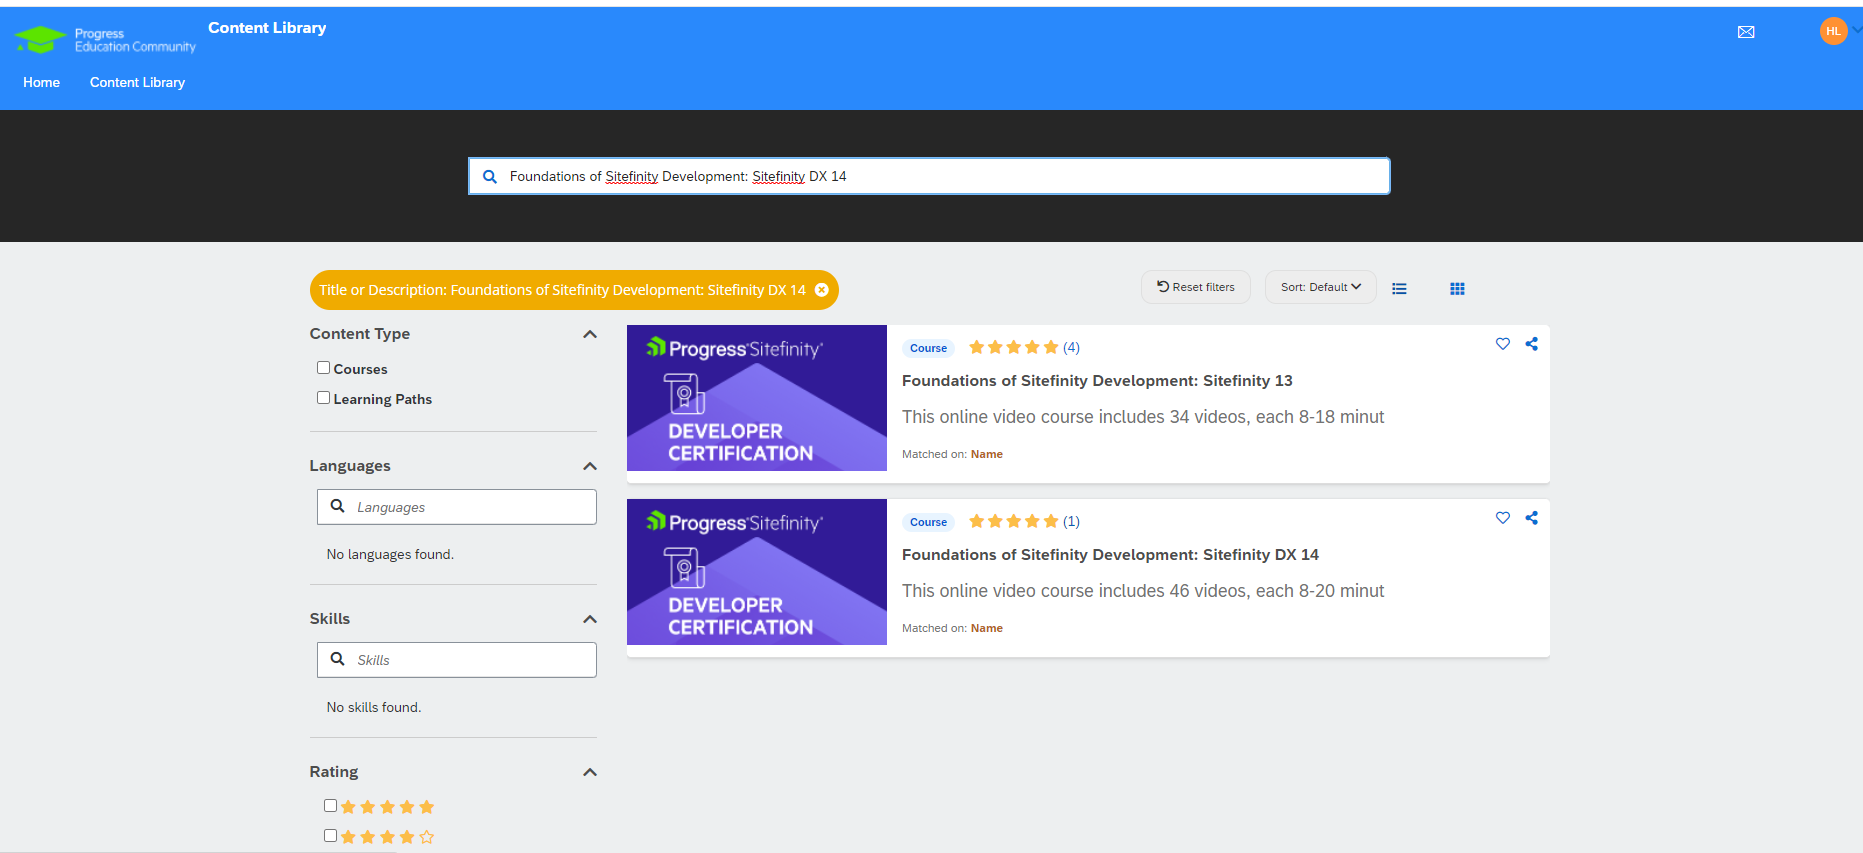 Progress
Education Community
Content Library
HL
Home
Content Library
Foundations of Sitefinity Development: Sitefinity DX 14
Title or Description: Foundations of Sitefinity Development: Sitefinity DX 14
Reset filters
Sort: Default
Content Type
Courses
Learning Paths
Languages
Languages
No languages found.
Skills
Skills
No skills found.
Rating
Progress Sitefinity
DEVELOPER
CERTIFICATION
Course
(4)
Foundations of Sitefinity Development: Sitefinity 13
This online video course includes 34 videos, each 8-18 minut
Matched on: Name
Progress Sitefinity
DEVELOPER
CERTIFICATION
Course
(1)
Foundations of Sitefinity Development: Sitefinity DX 14
This online video course includes 46 videos, each 8-20 minut
Matched on: Name